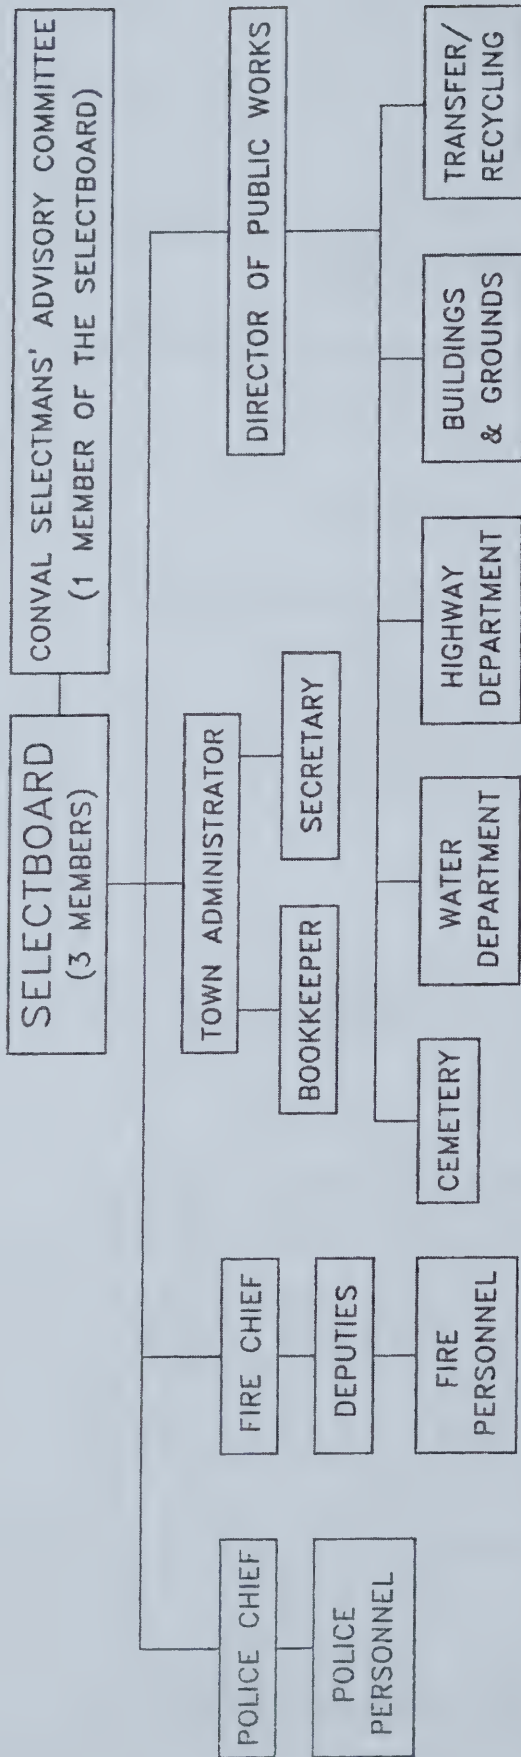 SELECTBOARD
(3 MEMBERS)
CONVAL SELECTMANS' ADVISORY COMMITTEE
(1 MEMBER OF THE SELECTBOARD)
POLICE CHIEF
POLICE
PERSONNEL
FIRE CHIEF
DEPUTIES
FIRE
PERSONNEL
TOWN ADMINISTRATOR
BOOKKEEPER
SECRETARY
DIRECTOR OF PUBLIC WORKS
CEMETERY
WATER
DEPARTMENT
HIGHWAY
DEPARTMENT
BUILDINGS
& GROUNDS
TRANSFER/
RECYCLING